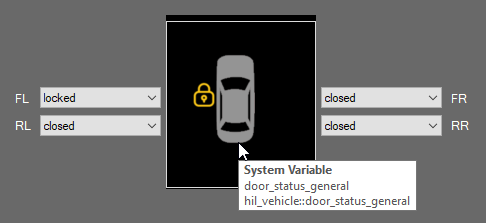 FL locked closed FR
RL closed closed RR
System Variable
door_status_general
hil_vehicle::door_status_general